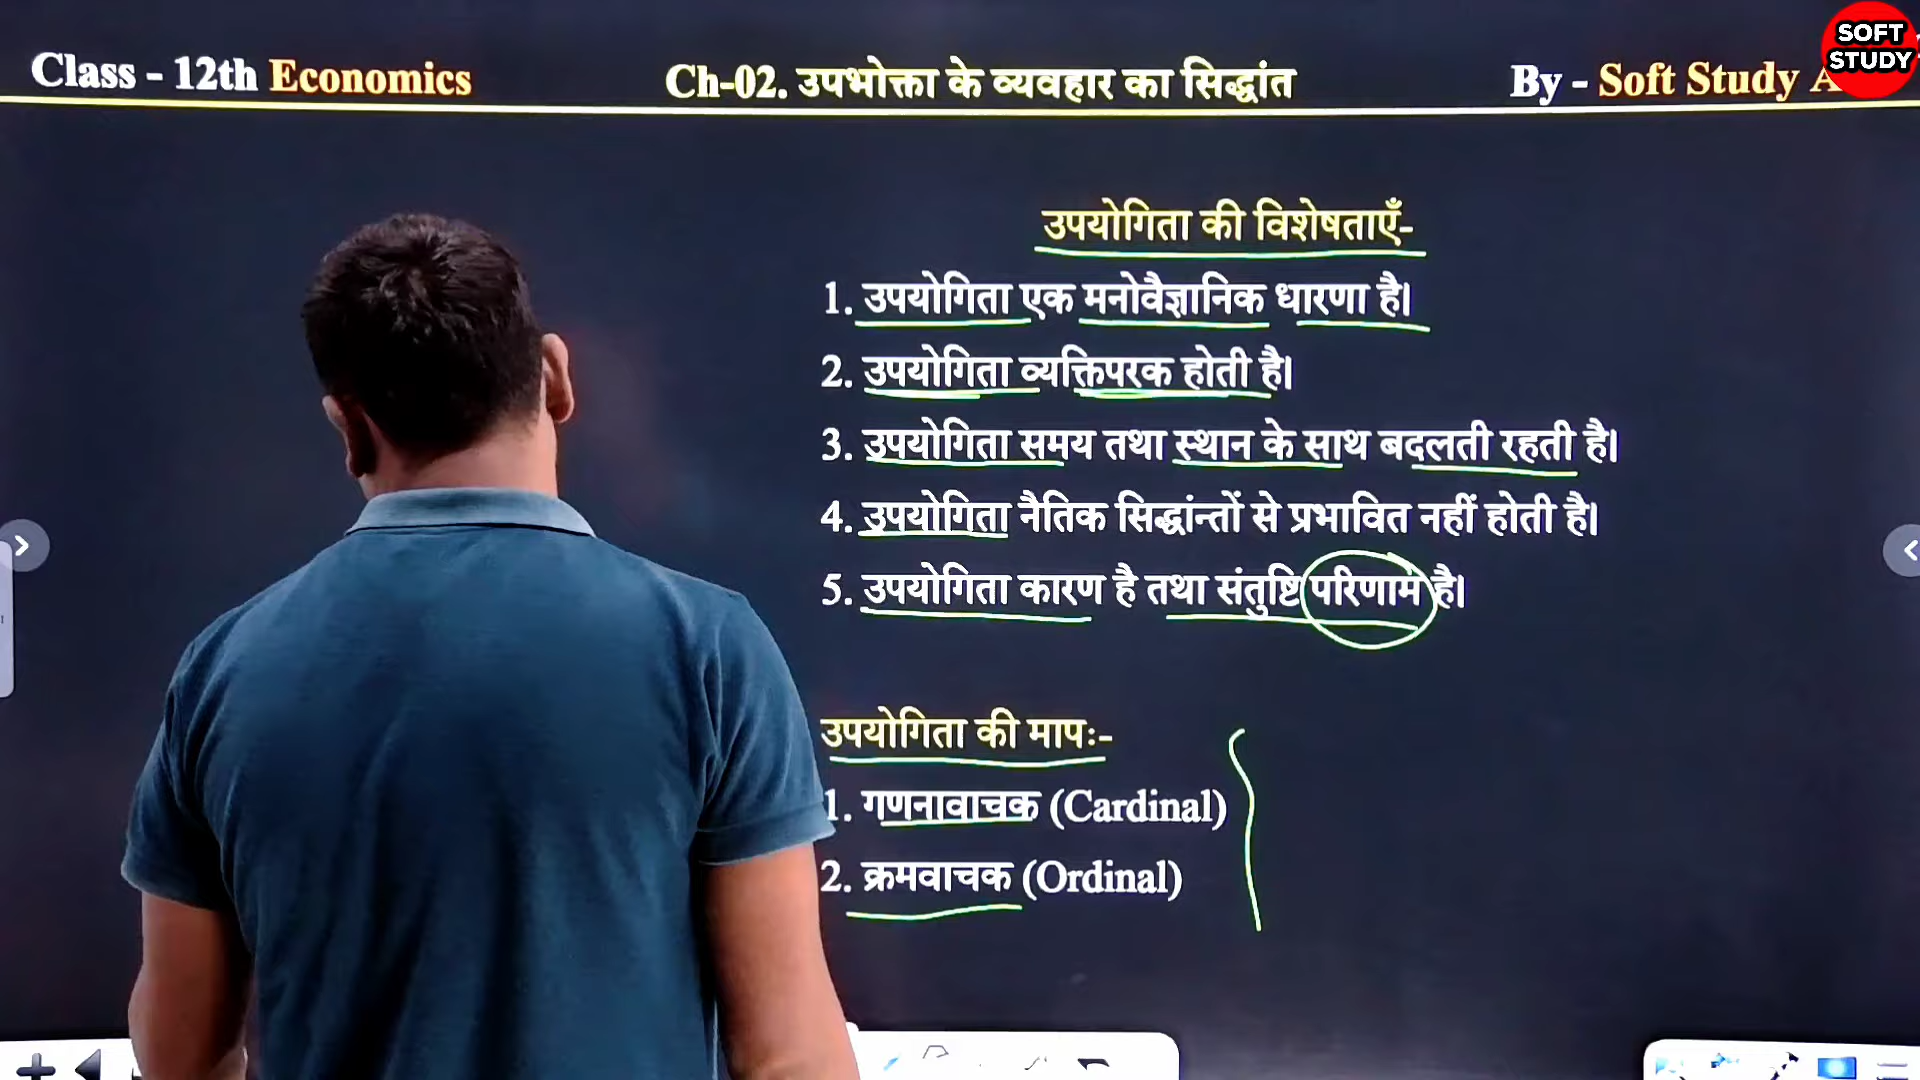 Class - 12th Economics
Ch-02. उपभोक्ता के व्यवहार का सिद्धांत
By - Soft Study A
SOFT
STUDY
उपयोगिता की विशेषताएँ-
1. उपयोगिता एक मनोवैज्ञानिक धारणा है।
2. उपयोगिता व्यक्तिपरक होती है।
3. उपयोगिता समय तथा स्थान के साथ बदलती रहती है।
4. उपयोगिता नैतिक सिद्धांन्तों से प्रभावित नहीं होती है।
5. उपयोगिता कारण है तथा संतुष्टि परिणाम है।
उपयोगिता की मापः-
1. गणनावाचक (Cardinal)
2. क्रमवाचक (Ordinal)